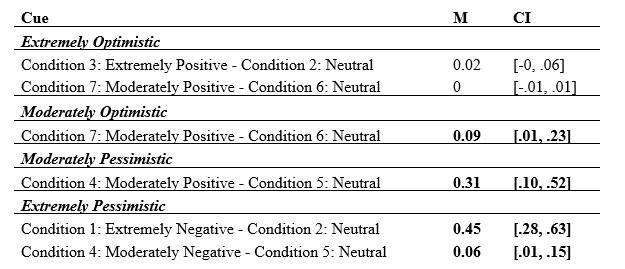 Cue M CI
Extremely Optimistic
Condition 3: Extremely Positive - Condition 2: Neutral 0.02 [-0, .06]
Condition 7: Moderately Positive - Condition 6: Neutral 0 [-.01, .01]
Moderately Optimistic
Condition 7: Moderately Positive - Condition 6: Neutral 0.09 [.01, .23]
Moderately Pessimistic
Condition 4: Moderately Positive - Condition 5: Neutral 0.31 [.10, .52]
Extremely Pessimistic
Condition 1: Extremely Negative - Condition 2: Neutral 0.45 [.28, .63]
Condition 4: Moderately Negative - Condition 5: Neutral 0.06 [.01, .15]